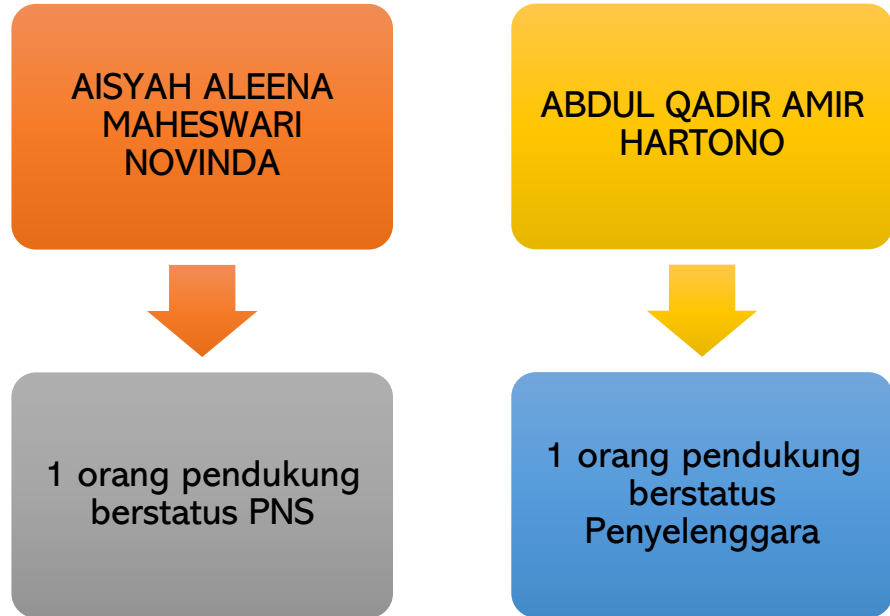 AISYAH ALEENA
MAHESWARI
NOVINDA
ABDUL QADIR AMIR
HARTONO
1 orang pendukung
berstatus PNS
1 orang pendukung
berstatus
Penyelenggara